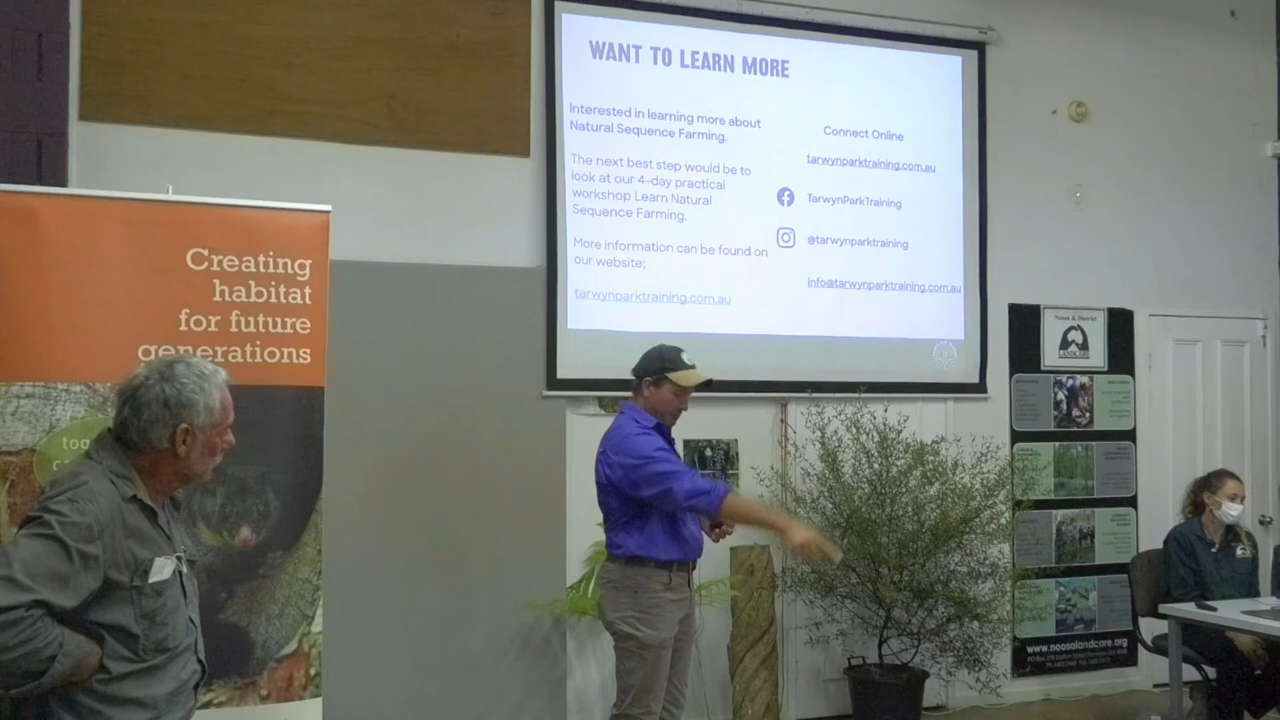 WANT TO LEARN MORE
Interested in learning more about
Natural Sequence Farming.
The next best step would be to
look at our 4-day practical
workshop Learn Natural
Sequence Farming.
More information can be found on
our website;
tarwynparktraining.com.au
Connect Online
tarwynparktraining.com.au
TarwynParkTraining
@tarwynparktraining
info@tarwynparktraining.com.au
Creating
habitat
for future
generations
Noosa & District
LANDCARE
www.noosalandcare.org